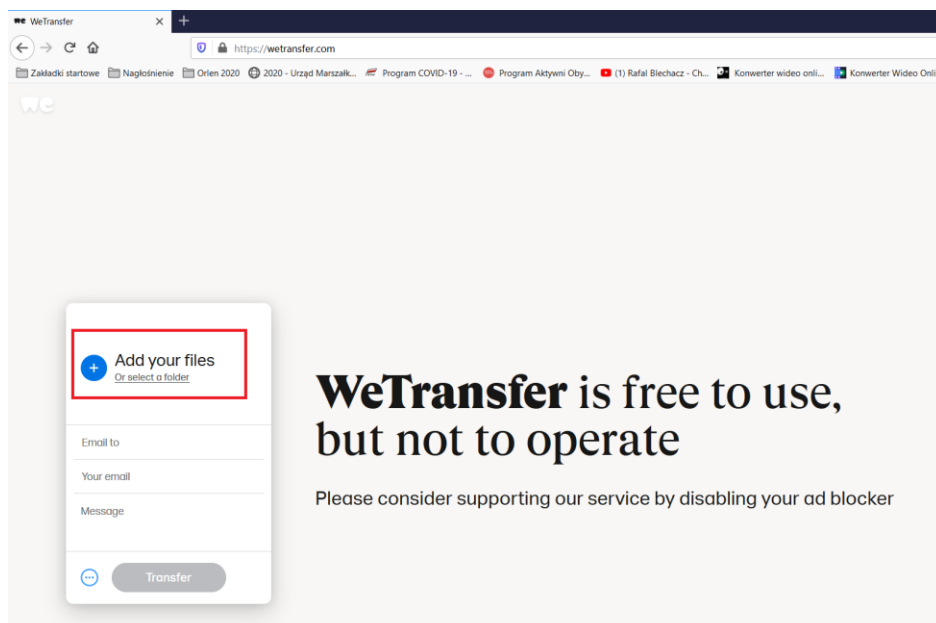 we WeTransfer
https://wetransfer.com
Zakładki startowe Nagłośnienie Orlen 2020 2020 - Urząd Marszałk... Program COVID-19 - ... Program Aktywni Oby... (1) Rafal Blechacz - Ch... Konwerter wideo onli... Konwerter Wideo Onli
we
Add your files
Or select a folder
Email to
Your email
Message
Transfer
WeTransfer is free to use,
but not to operate
Please consider supporting our service by disabling your ad blocker